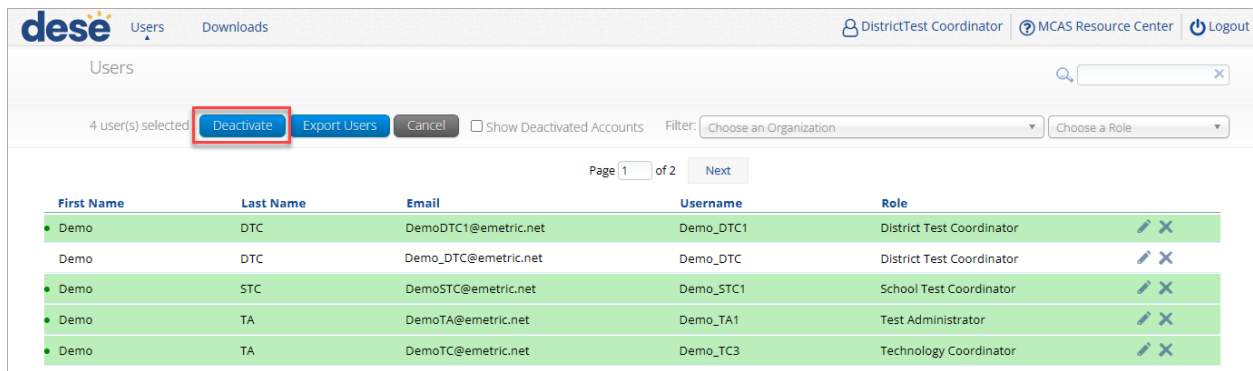 dese Users Downloads DistrictTest Coordinator ? MCAS Resource Center Logout
Users
4 user(s) selected Deactivate Export Users Cancel Show Deactivated Accounts Filter: Choose an Organization Choose a Role
Page 1 of 2 Next
First Name Last Name Email Username Role
Demo DTC DemoDTC1@emetric.net Demo_DTC1 District Test Coordinator
Demo DTC Demo_DTC@emetric.net Demo_DTC District Test Coordinator
Demo STC DemoSTC@emetric.net Demo_STC1 School Test Coordinator
Demo TA DemoTA@emetric.net Demo_TA1 Test Administrator
Demo TA DemoTC@emetric.net Demo_TC3 Technology Coordinator